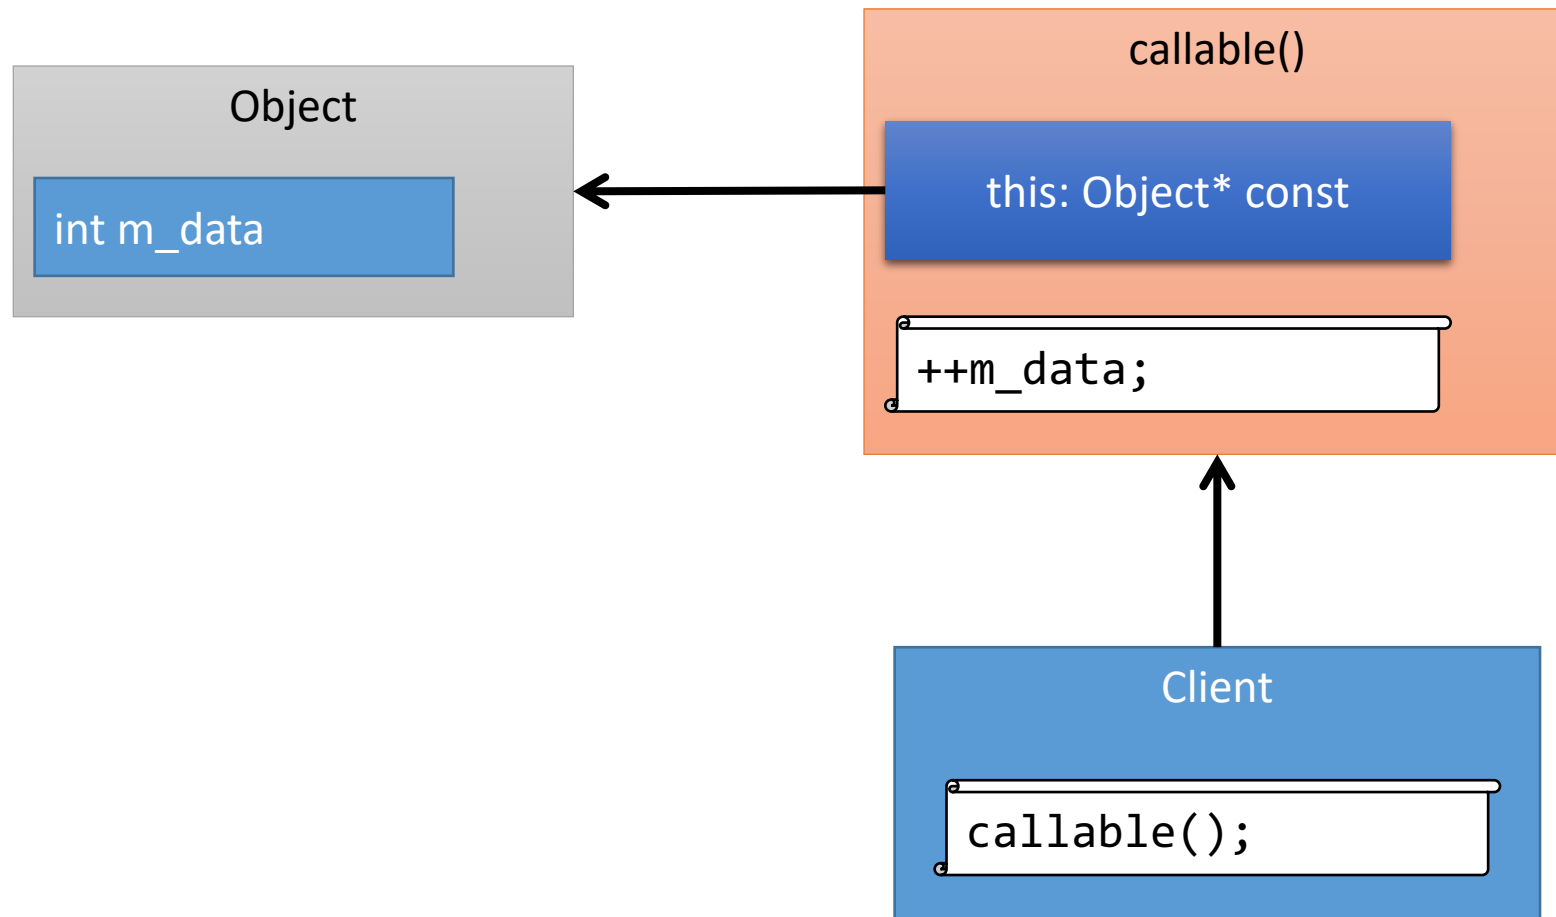 Object
int m_data
callable()
this: Object* const
++m_data;
Client
callable();